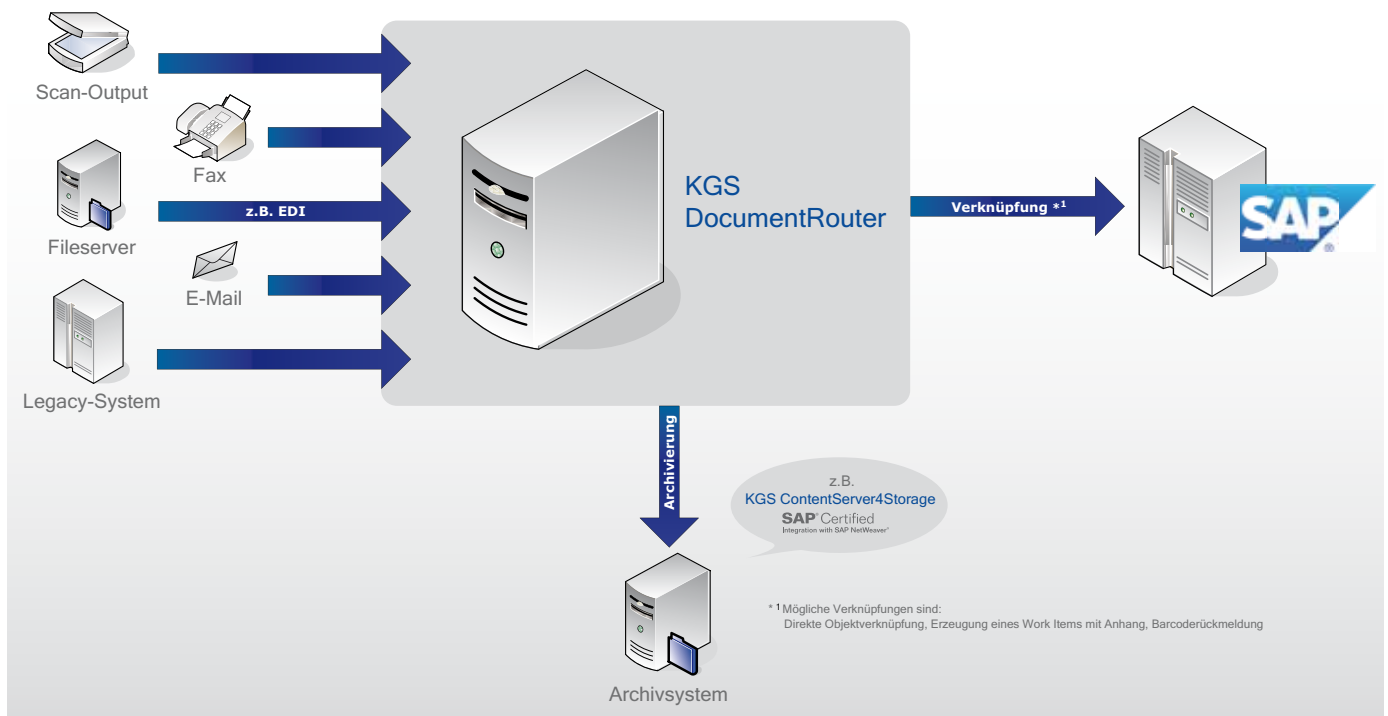 Scan-Output
Fax
Fileserver
z.B. EDI
E-Mail
Legacy-System
KGS
DocumentRouter
Verknüpfung *1
SAP®
Archivierung
z.B.
KGS ContentServer4Storage
SAP® Certified
Integration with SAP NetWeaver®
Archivsystem
* 1 Mögliche Verknüpfungen sind:
Direkte Objektverknüpfung, Erzeugung eines Work Items mit Anhang, Barcoderückmeldung